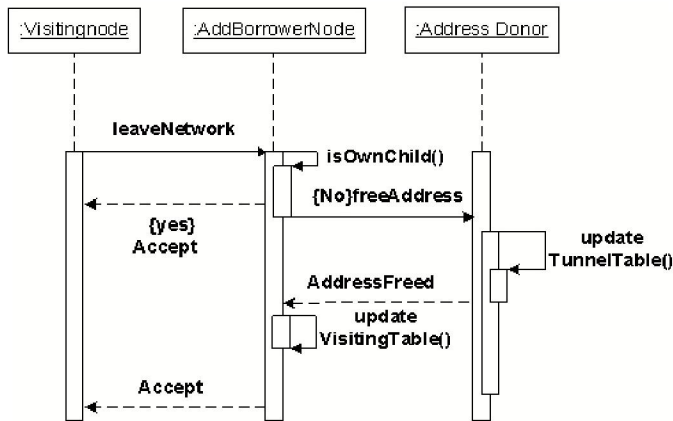 :Visitingnode
:AddBorrowerNode
:Address Donor
leaveNetwork
isOwnChild()
{No}freeAddress
{yes}
Accept
update
TunnelTable()
AddressFreed
update
VisitingTable()
Accept